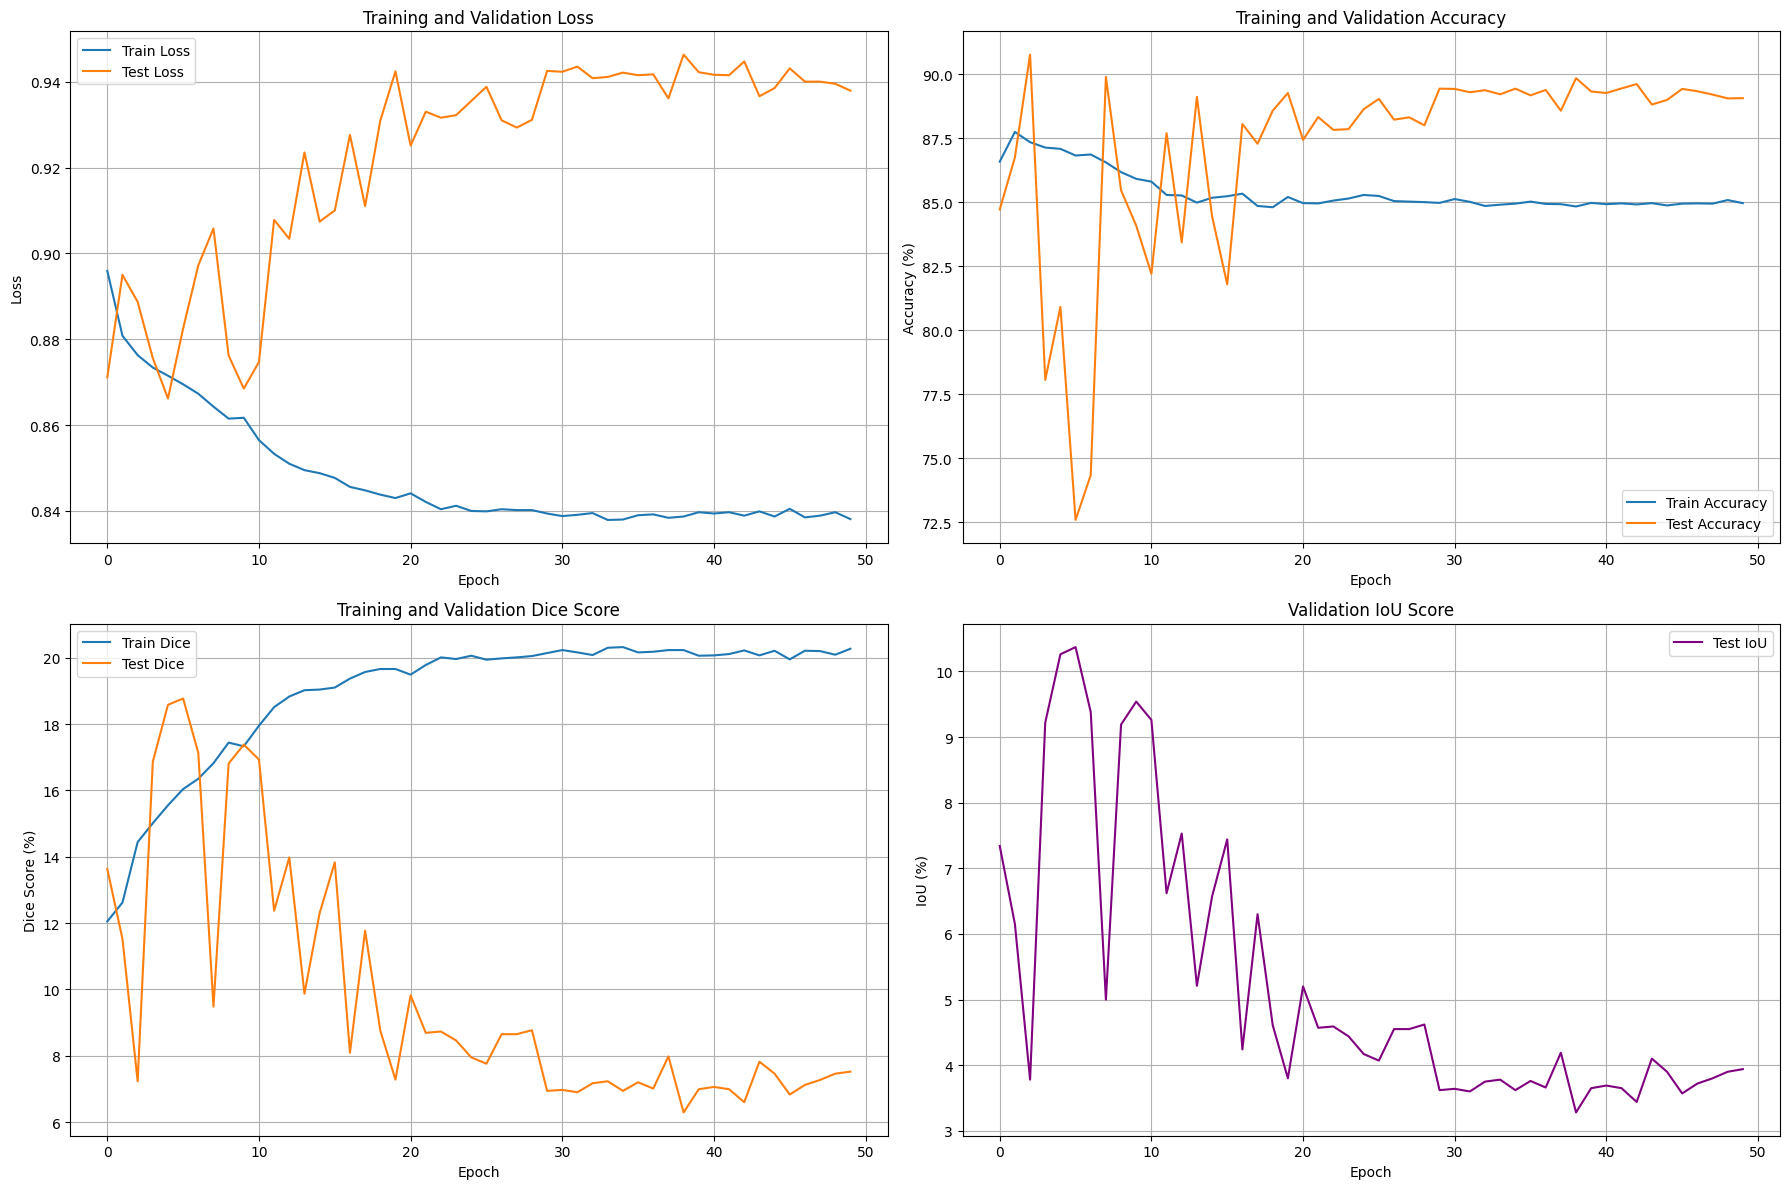 Training and Validation Loss
Train Loss
Test Loss
0.94
0.92
0.90
0.88
0.86
0.84
Loss
0 10 20 30 40 50
Epoch
Training and Validation Accuracy
90.0
87.5
85.0
82.5
80.0
77.5
75.0
72.5
Accuracy (%)
Train Accuracy
Test Accuracy
0 10 20 30 40 50
Epoch
Training and Validation Dice Score
Train Dice
Test Dice
20
18
16
14
12
10
8
6
Dice Score (%)
0 10 20 30 40 50
Epoch
Validation IoU Score
Test IoU
10
9
8
7
6
5
4
3
IoU (%)
0 10 20 30 40 50
Epoch